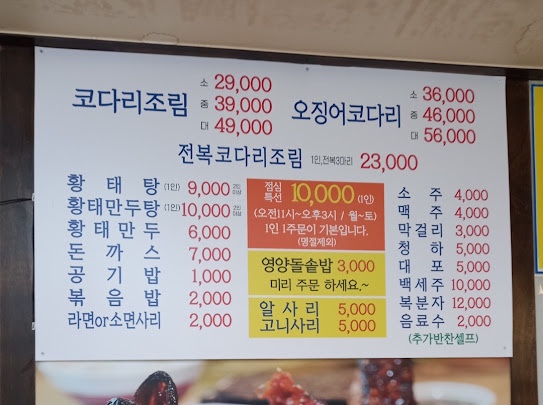 코다리조림 소 29,000 중 39,000 대 49,000
오징어코다리 소 36,000 중 46,000 대 56,000
전복코다리조림 1인,전복3마리 23,000
황태탕 (1인) 9,000 2인이상
황태만두탕 (1인) 10,000 2인이상
황태만두 6,000
돈까스 7,000
공기밥 1,000
볶음밥 2,000
라면or소면사리 2,000
점심특선 10,000 (1인)
(오전11시~오후3시 / 월~토)
1인 1주문이 기본입니다.
(명절제외)
영양돌솥밥 3,000
미리 주문 하세요.~
알사리 5,000
고니사리 5,000
소주 4,000
맥주 4,000
막걸리 3,000
청하 5,000
대포 5,000
백세주 10,000
복분자 12,000
음료수 2,000
(추가반찬셀프)